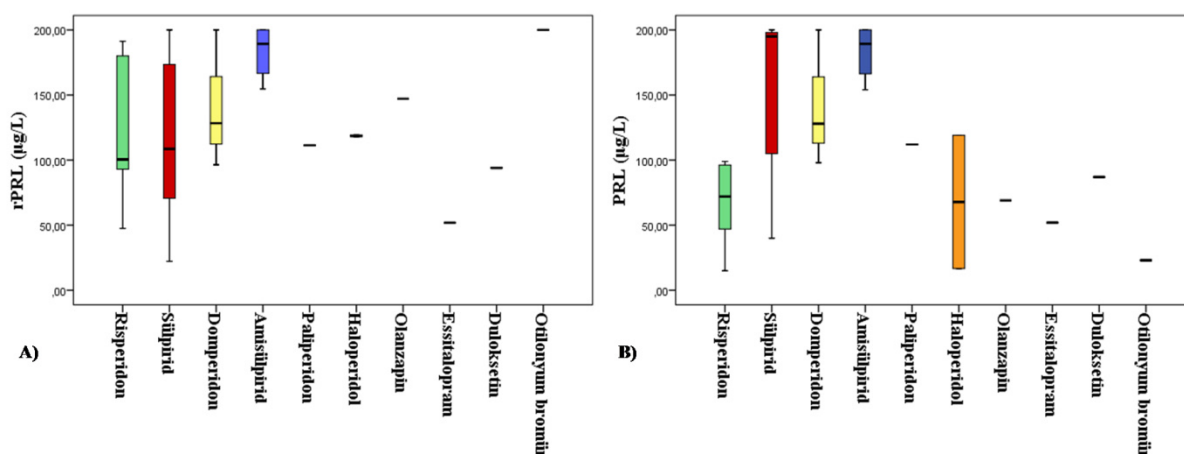 200,00
150,00
100,00
50,00
,00
rPRL (µg/L)
Risperidon
Sülpirid
Domperidon
Amisülpirid
Paliperidon
Haloperidol
Olanzapin
Essitalopram
Duloksetin
Otilonyun bromür
A)
200,00
150,00
100,00
50,00
,00
PRL (µg/L)
Risperidon
Sülpirid
Domperidon
Amisülpirid
Paliperidon
Haloperidol
Olanzapin
Essitalopram
Duloksetin
Otilonyun bromür
B)